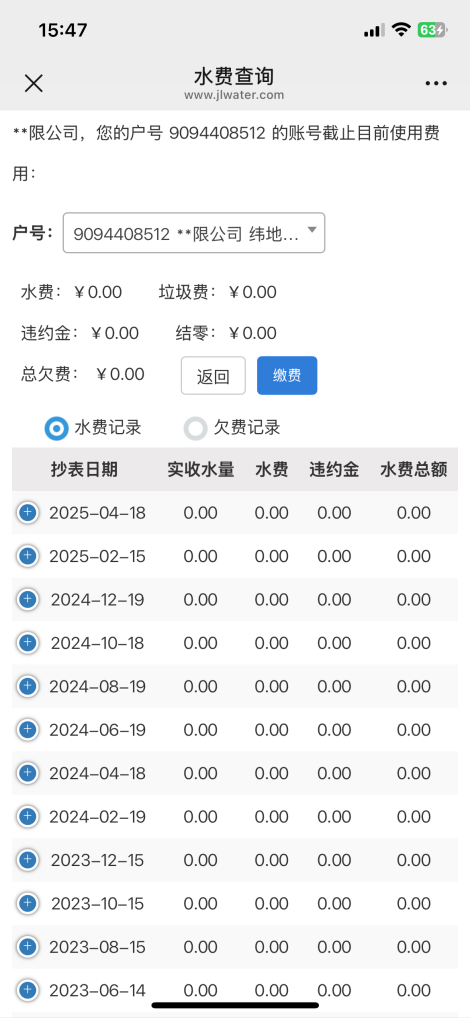 15:47
63
水费查询
www.jlwater.com
**限公司，您的户号 9094408512 的账号截止目前使用费
用：
户号： 9094408512 **限公司 纬地...
水费：￥0.00 垃圾费：￥0.00
违约金：￥0.00 结零：￥0.00
总欠费：￥0.00 返回 缴费
水费记录 欠费记录
抄表日期 实收水量 水费 违约金 水费总额
2025-04-18 0.00 0.00 0.00 0.00
2025-02-15 0.00 0.00 0.00 0.00
2024-12-19 0.00 0.00 0.00 0.00
2024-10-18 0.00 0.00 0.00 0.00
2024-08-19 0.00 0.00 0.00 0.00
2024-06-19 0.00 0.00 0.00 0.00
2024-04-18 0.00 0.00 0.00 0.00
2024-02-19 0.00 0.00 0.00 0.00
2023-12-15 0.00 0.00 0.00 0.00
2023-10-15 0.00 0.00 0.00 0.00
2023-08-15 0.00 0.00 0.00 0.00
2023-06-14 0.00 0.00 0.00 0.00